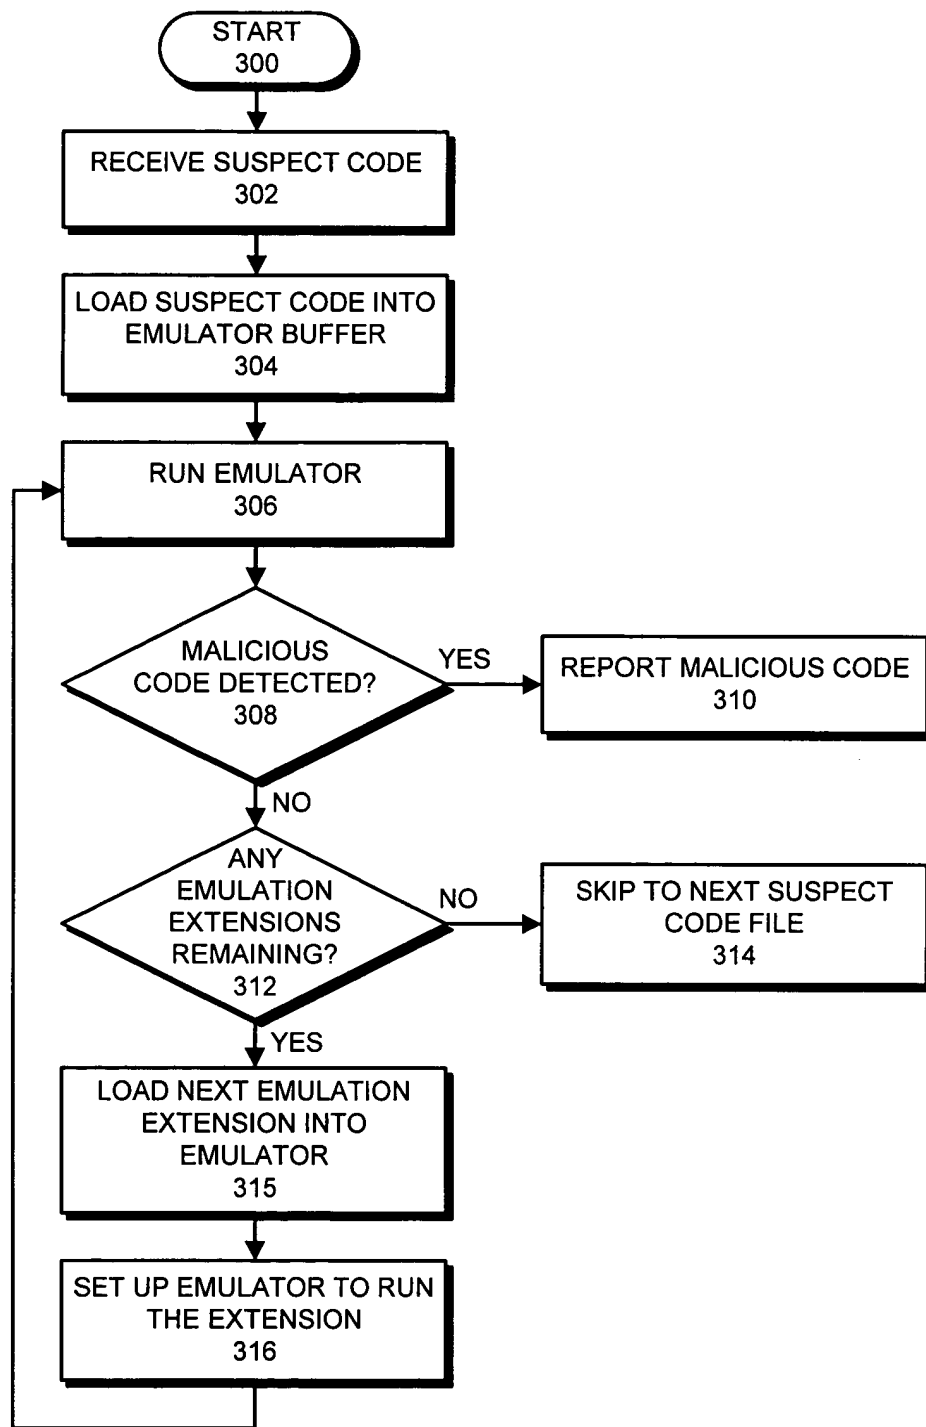 START
300
RECEIVE SUSPECT CODE
302
LOAD SUSPECT CODE INTO
EMULATOR BUFFER
304
RUN EMULATOR
306
MALICIOUS
CODE DETECTED?
308
YES
REPORT MALICIOUS CODE
310
NO
ANY
EMULATION
EXTENSIONS
REMAINING?
312
NO
SKIP TO NEXT SUSPECT
CODE FILE
314
YES
LOAD NEXT EMULATION
EXTENSION INTO
EMULATOR
315
SET UP EMULATOR TO RUN
THE EXTENSION
316